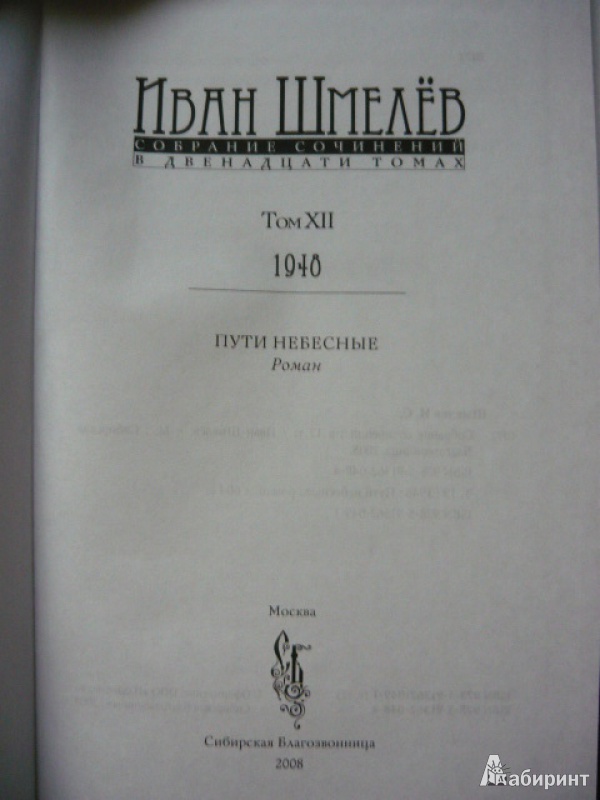 Иван Шмелёв
СОБРАНИЕ СОЧИНЕНИЙ
В ДВЕНАДЦАТИ ТОМАХ
Том XII
1948
ПУТИ НЕБЕСНЫЕ
Роман
Москва
Сибирская Благозвонница
2008
Лабиринт